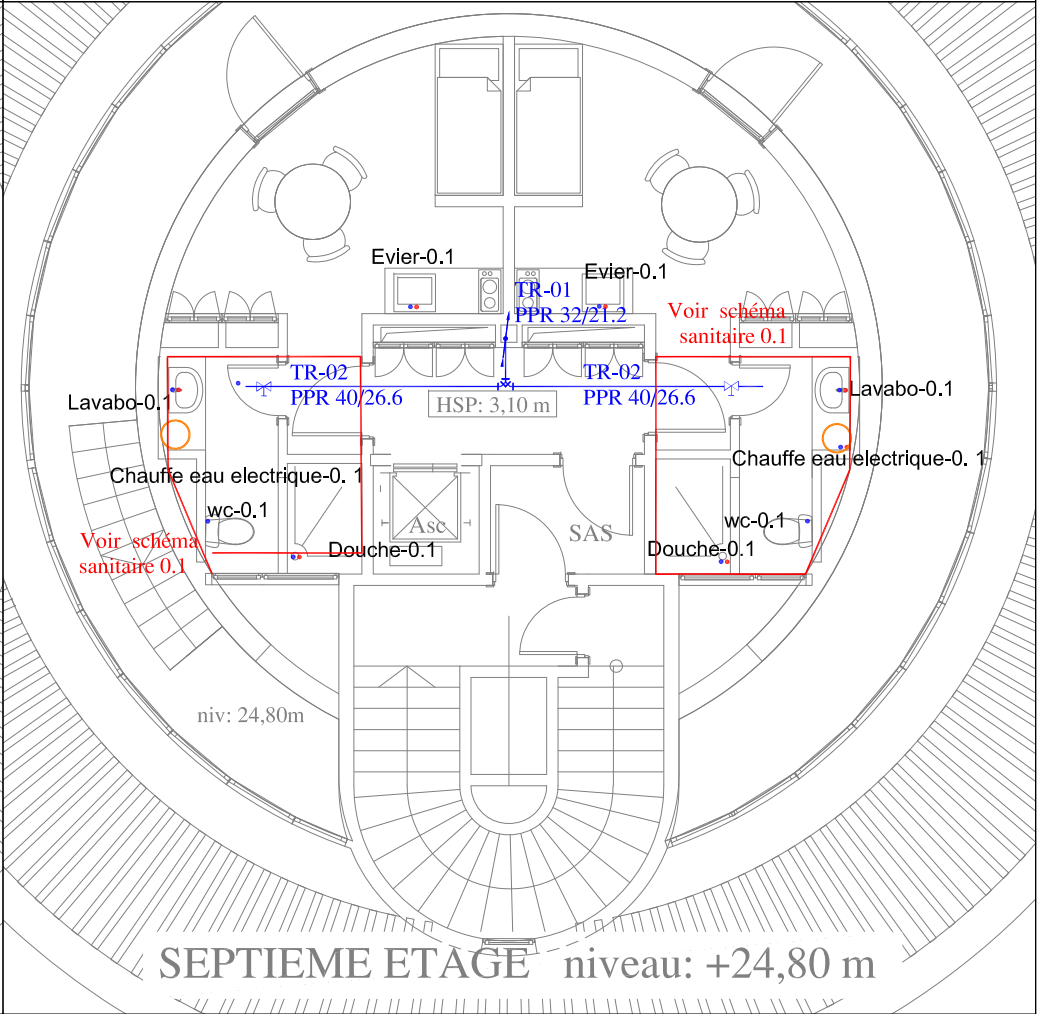 Evier-0.1
Evier-0.1
TR-01
PPR 32/21.2
Voir schéma
sanitaire 0.1
TR-02
PPR 40/26.6
TR-02
PPR 40/26.6
HSP: 3,10 m
Lavabo-0.1
Lavabo-0.1
Chauffe eau electrique-0. 1
Chauffe eau electrique-0. 1
wc-0.1
wc-0.1
Asc
SAS
Voir schéma
sanitaire 0.1
Douche-0.1
Douche-0.1
niv: 24,80m
SEPTIEME ETAGE niveau: +24,80 m